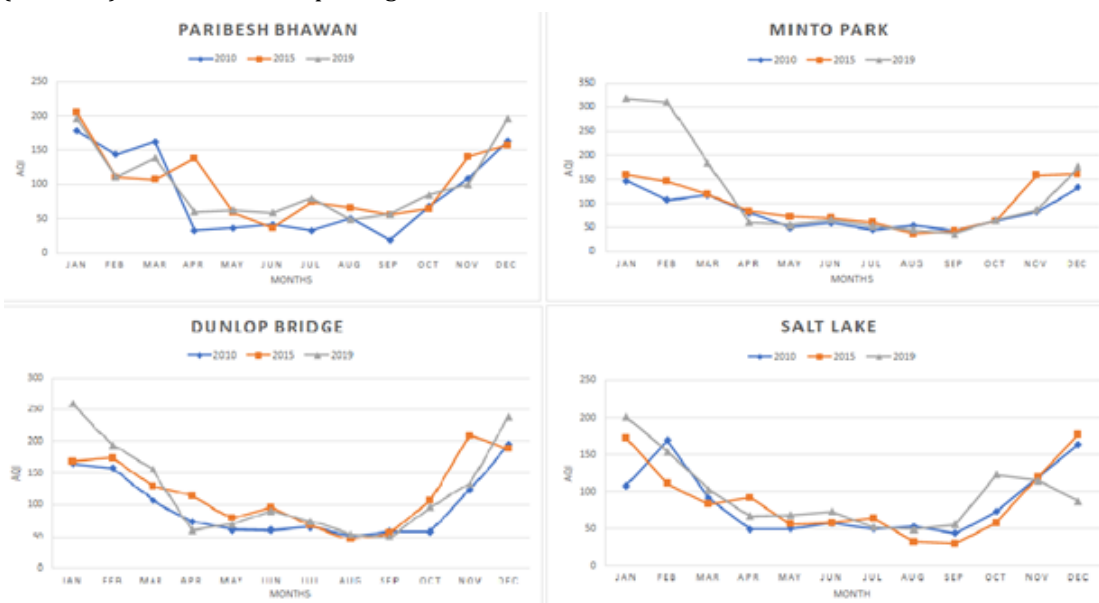 PARIBESH BHAWAN
2010 2015 2019
250
200
150
100
50
0
AQI
JAN FEB MAR APR MAY JUN JUL AUG SEP OCT NOV DEC
MONTHS
MINTO PARK
2010 2015 2019
350
300
250
200
150
100
50
0
AQI
JAN FEB MAR APR MAY JUN JUL AUG SEP OCT NOV DEC
MONTHS
DUNLOP BRIDGE
2010 2015 2019
300
250
200
150
100
50
0
AQI
JAN FEB MAR APR MAY JUN JUL AUG SEP OCT NOV DEC
MONTHS
SALT LAKE
2010 2015 2019
250
200
150
100
50
0
AQI
JAN FEB MAR APR MAY JUN JUL AUG SEP OCT NOV DEC
MONTH